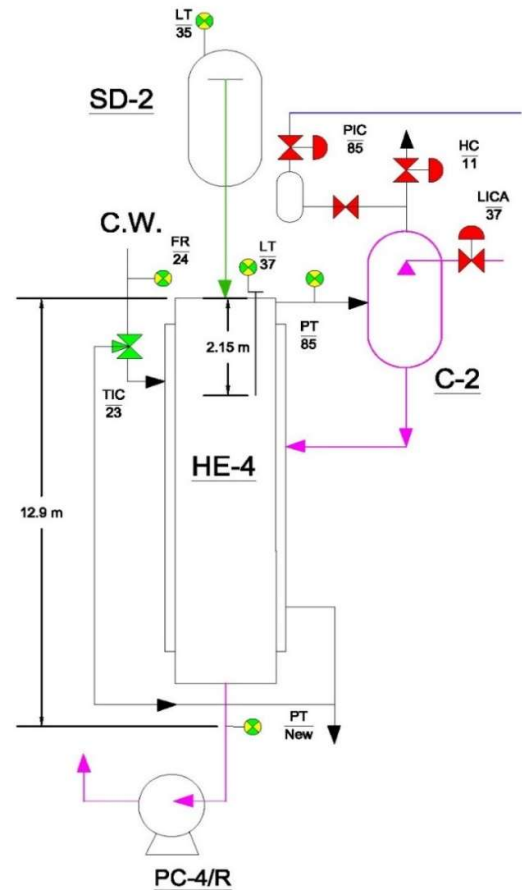 LT
35
SD-2
PIC
85
HC
11
LICA
37
C.W.
FR
24
LT
37
2.15 m
PT
85
TIC
23
C-2
HE-4
12.9 m
PT
New
PC-4/R